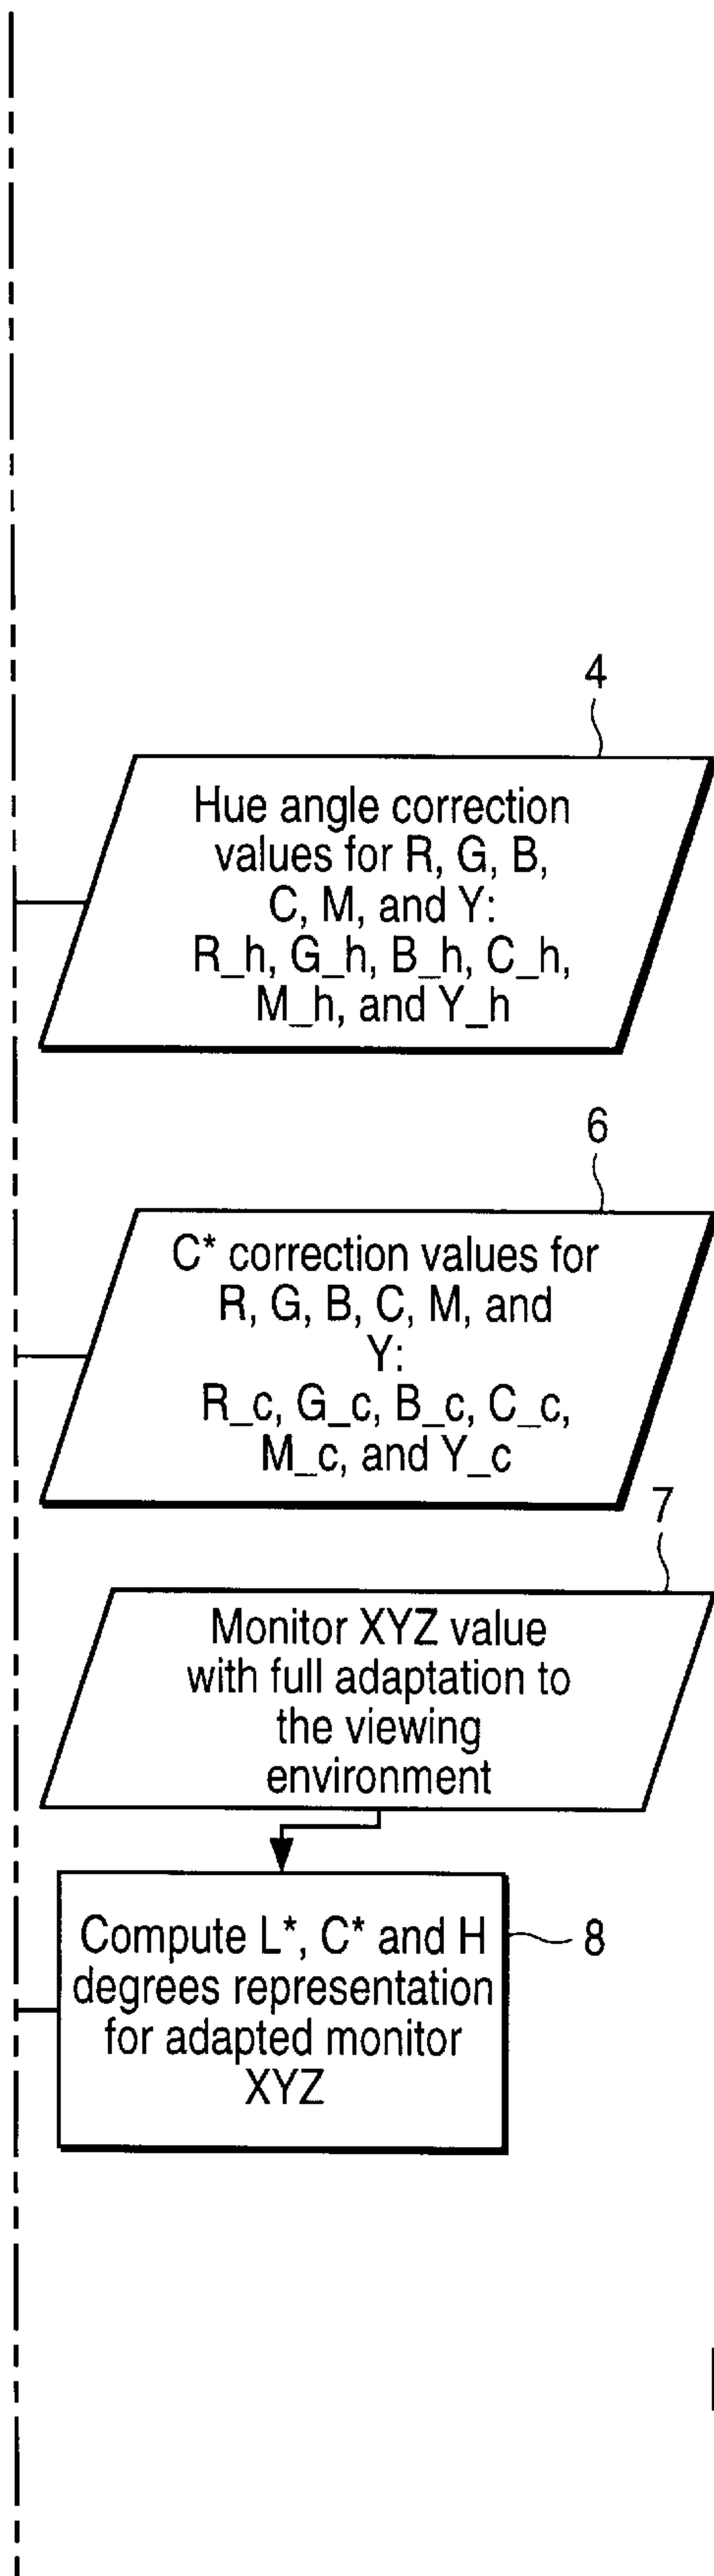 4
Hue angle correction
values for R, G, B,
C, M, and Y:
R_h, G_h, B_h, C_h,
M_h, and Y_h
6
C* correction values for
R, G, B, C, M, and
Y:
R_c, G_c, B_c, C_c,
M_c, and Y_c
7
Monitor XYZ value
with full adaptation to
the viewing
environment
Compute L*, C* and H
degrees representation
for adapted monitor
XYZ
8